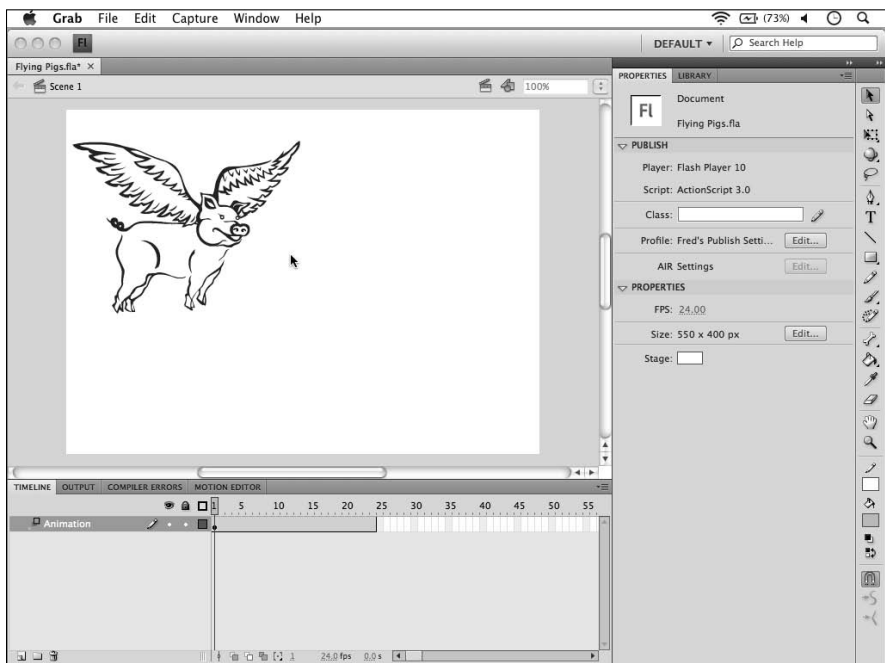 Grab File Edit Capture Window Help (73%)
Fl DEFAULT Search Help
Flying Pigs.fla*
Scene 1 100%
PROPERTIES LIBRARY
Fl
Document
Flying Pigs.fla
PUBLISH
Player: Flash Player 10
Script: ActionScript 3.0
Class:
Profile: Fred's Publish Setti... Edit...
AIR Settings Edit...
PROPERTIES
FPS: 24.00
Size: 550 x 400 px Edit...
Stage:
T
TIMELINE OUTPUT COMPILER ERRORS MOTION EDITOR
1 5 10 15 20 25 30 35 40 45 50 55
Animation
1 24.0 fps 0.0 s